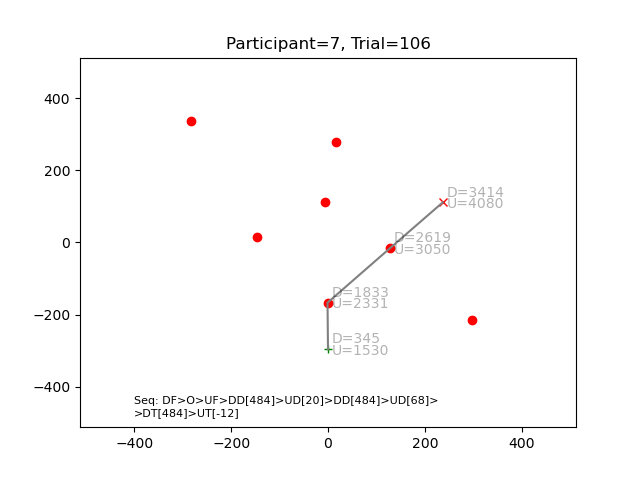 Participant=7, Trial=106
400
200
0
−200
−400
D=3414
U=4080
D=2619
U=3050
D=1833
U=2331
D=345
U=1530
Seq: DF>O>UF>DD[484]>UD[20]>DD[484]>UD[68]>
>DT[484]>UT[-12]
−400 −200 0 200 400